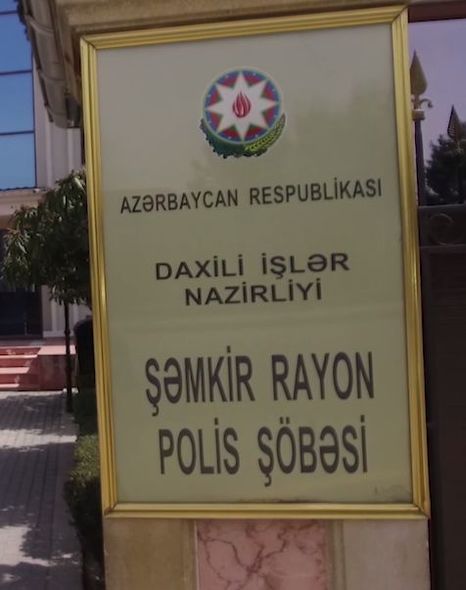 AZƏRBAYCAN RESPUBLİKASI
DAXİLİ İŞLƏR
NAZİRLİYİ
ŞƏMKİR RAYON
POLİS ŞÖBƏSİ